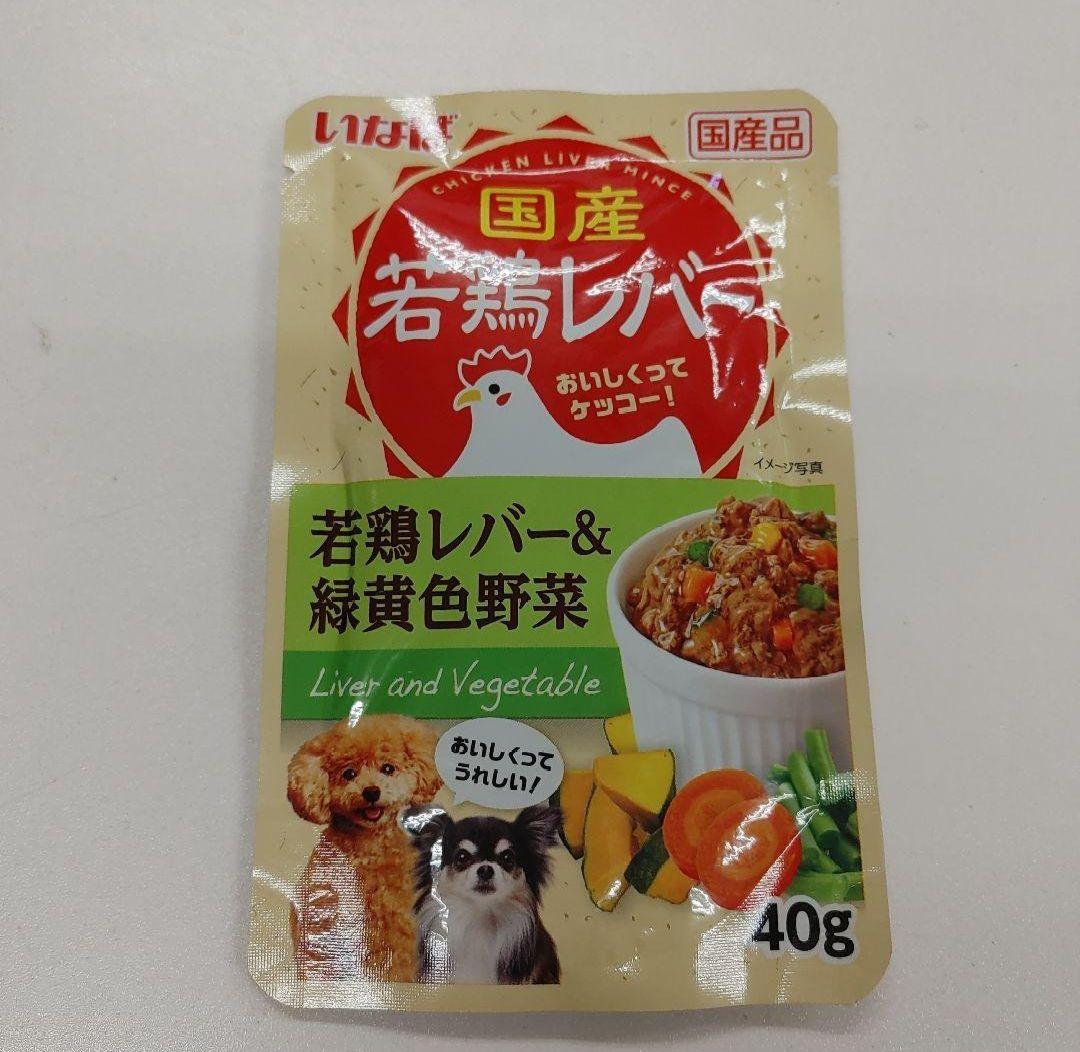 いなば
国産品
CHICKEN LIVER MINCE
国産
若鶏レバー
おいしくって
ケッコー!
イメージ写真
若鶏レバー&
緑黄色野菜
Liver and Vegetable
おいしくって
うれしい!
40g